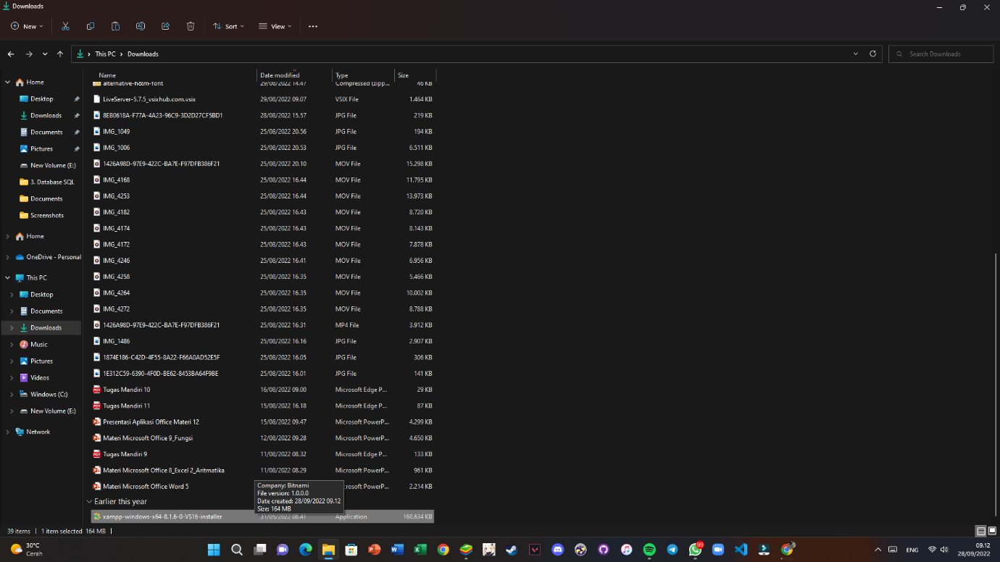 Downloads
New Sort View
This PC Downloads Search Downloads
Name Date modified Type Size
Home
Desktop
Downloads
Documents
Pictures
New Volume (E:)
3. Database SQL
Documents
Screenshots
Home
OneDrive - Personal
This PC
Desktop
Documents
Downloads
Music
Pictures
Videos
Windows (C:)
New Volume (E:)
Network
alternative-h&m-font 29/08/2022 14.47 Compressed (zipp... 46 KB
LiveServer-5.7.5_vsixhub.com.vsix 29/08/2022 09.07 VSIX File 1.464 KB
8EB0618A-F77A-4A23-96C9-3D2D27CF5BD1 28/08/2022 15.57 JPG File 219 KB
IMG_1049 25/08/2022 20.56 JPG File 194 KB
IMG_1006 25/08/2022 20.53 JPG File 6.511 KB
1426A98D-97E9-422C-BA7E-F97DFB386F21 25/08/2022 20.10 MOV File 15.298 KB
IMG_4168 25/08/2022 16.44 MOV File 11.795 KB
IMG_4253 25/08/2022 16.44 MOV File 13.973 KB
IMG_4182 25/08/2022 16.43 MOV File 8.720 KB
IMG_4174 25/08/2022 16.43 MOV File 8.143 KB
IMG_4172 25/08/2022 16.43 MOV File 7.878 KB
IMG_4246 25/08/2022 16.41 MOV File 6.956 KB
IMG_4258 25/08/2022 16.35 MOV File 5.466 KB
IMG_4264 25/08/2022 16.35 MOV File 10.002 KB
IMG_4272 25/08/2022 16.35 MOV File 8.788 KB
1426A98D-97E9-422C-BA7E-F97DFB386F21 25/08/2022 16.31 MP4 File 3.912 KB
IMG_1486 25/08/2022 16.16 JPG File 2.907 KB
1874E186-C42D-4F55-8A22-F66A0AD52E5F 25/08/2022 16.05 JPG File 306 KB
1E312C59-6390-4F0D-BE62-8453BA64F9BE 25/08/2022 16.01 JPG File 141 KB
Tugas Mandiri 10 16/08/2022 09.00 Microsoft Edge P... 29 KB
Tugas Mandiri 11 15/08/2022 16.18 Microsoft Edge P... 87 KB
Presentasi Aplikasi Office Materi 12 15/08/2022 09.47 Microsoft PowerP... 4.299 KB
Materi Microsoft Office 9_Fungsi 12/08/2022 09.28 Microsoft PowerP... 4.650 KB
Tugas Mandiri 9 11/08/2022 08.32 Microsoft Edge P... 133 KB
Materi Microsoft Office 8_Excel 2_Aritmatika 11/08/2022 08.29 Microsoft PowerP... 961 KB
Materi Microsoft Office Word 5 PowerP... 2.214 KB
Company: Bitnami
File version: 1.0.0.0
Date created: 28/09/2022 09.12
Size: 164 MB
Earlier this year
xampp-windows-x64-8.1.6-0-VS16-installer 31/05/2022 08.41 Application 168.634 KB
39 items 1 item selected 164 MB
30°C
Cerah
99
ENG
09.12
28/09/2022